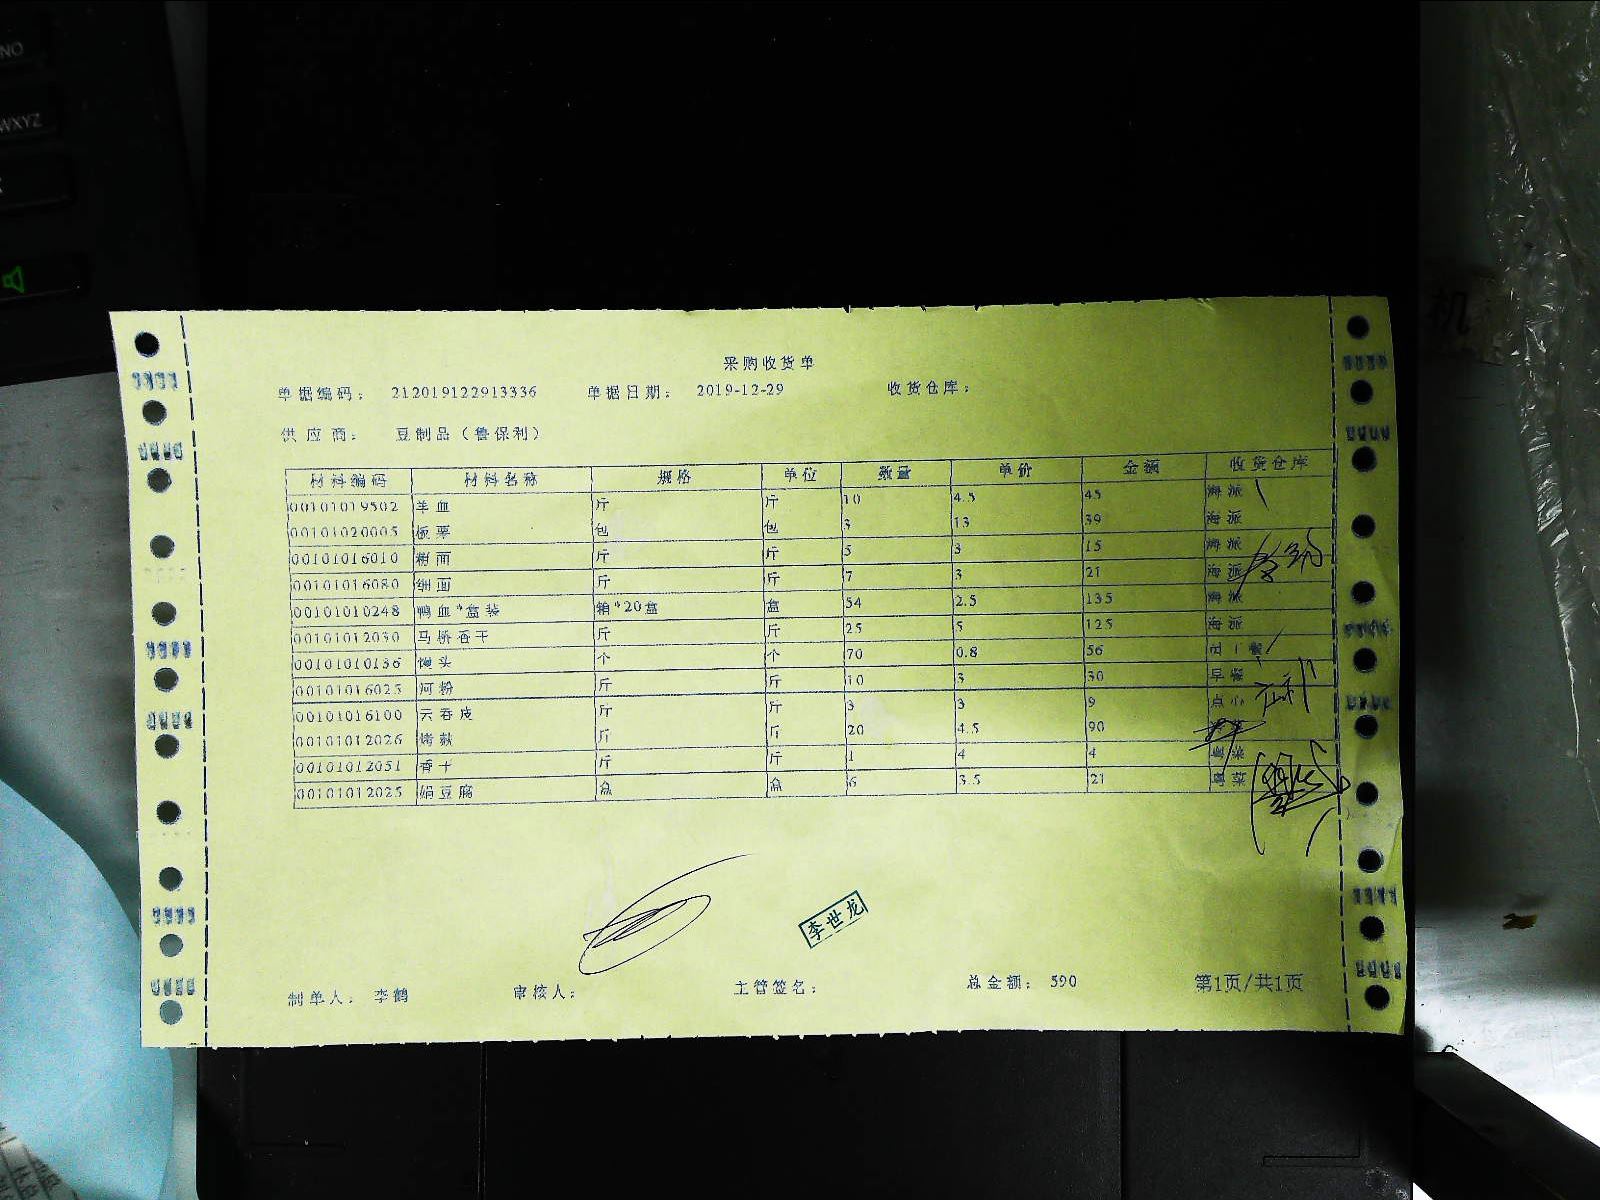 NO
WXYZ
机
采购收货单
单据编码： 212019122913336 单据日期： 2019-12-29 收货仓库：
供应商： 豆制品（鲁保利）
材料编码 材料名称 规格 单位 数量 单价 金额 收货仓库
00101019502 羊血 斤 斤 10 4.5 45 海派
00101020005 板栗 包 包 3 13 39 海派
00101016010 粗面 斤 斤 5 3 15 海派
00101016080 细面 斤 斤 7 3 21 海派
00101010248 鸭血*盒装 箱*20盒 盒 54 2.5 135 海派
00101012030 马桥香干 斤 斤 25 5 125 海派
00101010136 馒头 个 个 70 0.8 56
00101016025 河粉 斤 斤 10 3 30 早餐
00101016100 云吞皮 斤 斤 3 3 9 点心
00101012026 烤麸 斤 斤 20 4.5 90
00101012051 香干 斤 斤 1 4 4 粤菜
00101012025 绢豆腐 盒 盒 6 3.5 21 粤菜
李世龙
制单人： 李鹤 审核人： 主管签名： 总金额： 590 第1页/共1页